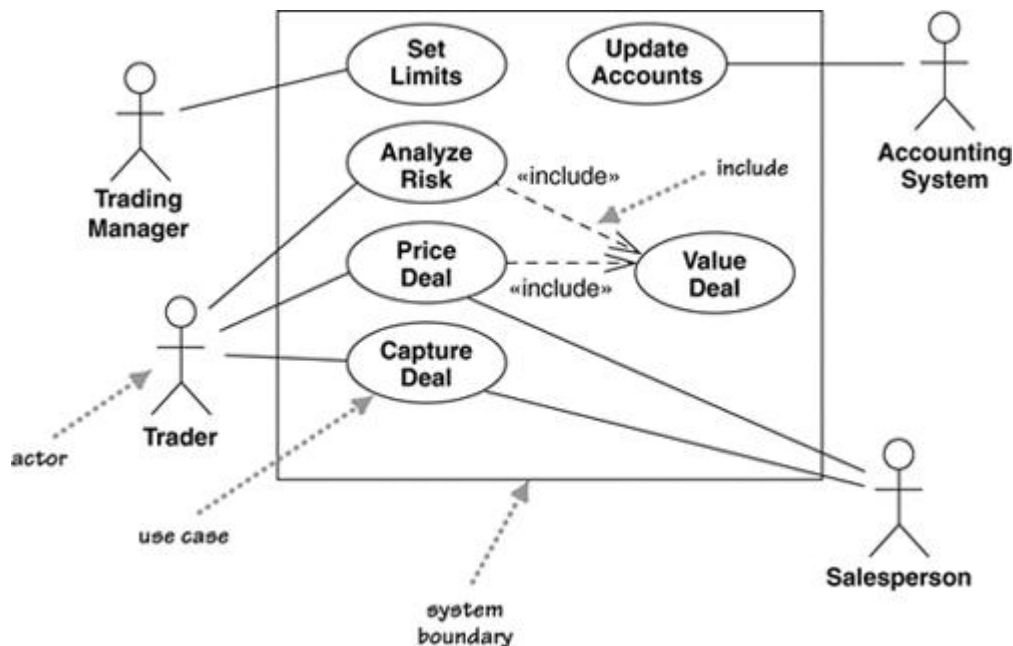 Set
Limits
Update
Accounts
Trading
Manager
Analyze
Risk
«include»
include
Accounting
System
Price
Deal
«include»
Value
Deal
Capture
Deal
Trader
actor
use case
Salesperson
system
boundary